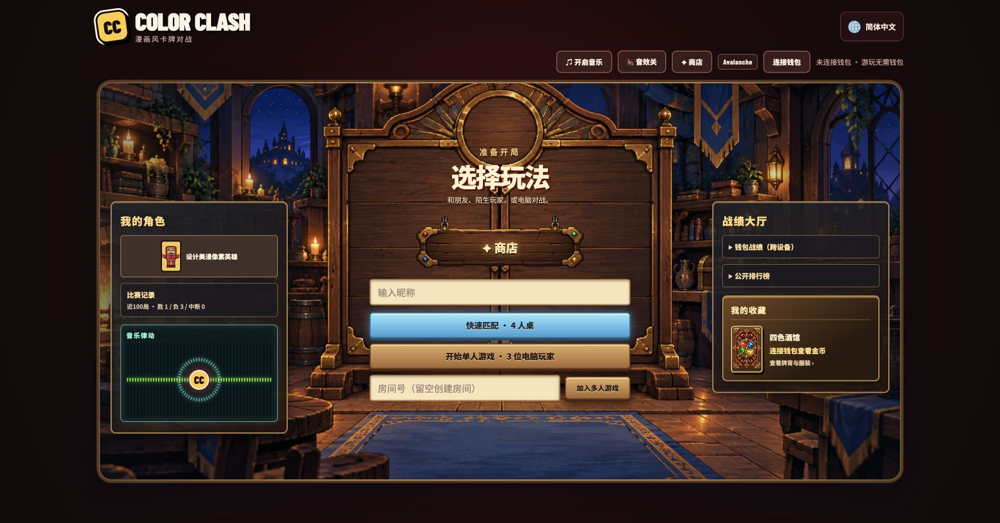 CC
COLOR CLASH
漫画风卡牌对战
简体中文
开启音乐
音效关
商店
Avalanche
连接钱包
未连接钱包 · 游玩无需钱包
准备开局
选择玩法
和朋友、陌生玩家，或电脑对战。
商店
输入昵称
快速匹配 · 4 人桌
开始单人游戏 · 3 位电脑玩家
房间号（留空创建房间）
加入多人游戏
我的角色
设计美漫像素英雄
比赛记录
近100局 · 胜 1 / 负 3 / 中断 0
音乐律动
CC
战绩大厅
钱包战绩（跨设备）
公开排行榜
我的收藏
四色酒馆
连接钱包查看金币
查看牌背与服装 ›